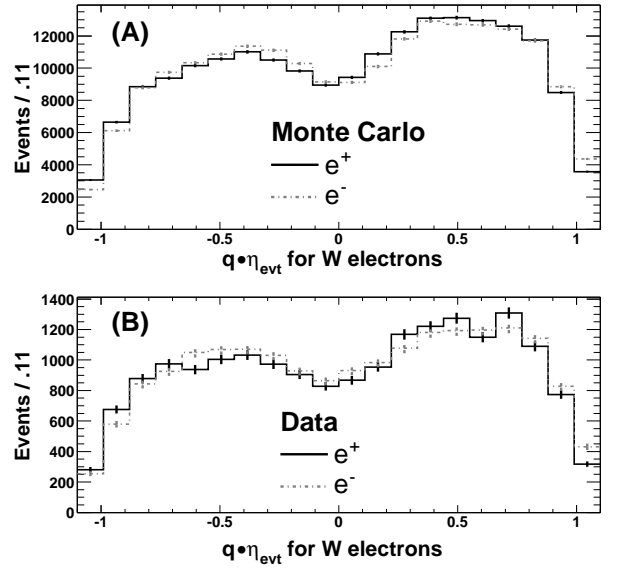 (A)
Events / .11
12000
10000
8000
6000
4000
2000
0
Monte Carlo
e+
e-
-1 -0.5 0 0.5 1
q•ηevt for W electrons
(B)
Events / .11
1400
1200
1000
800
600
400
200
0
Data
e+
e-
-1 -0.5 0 0.5 1
q•ηevt for W electrons